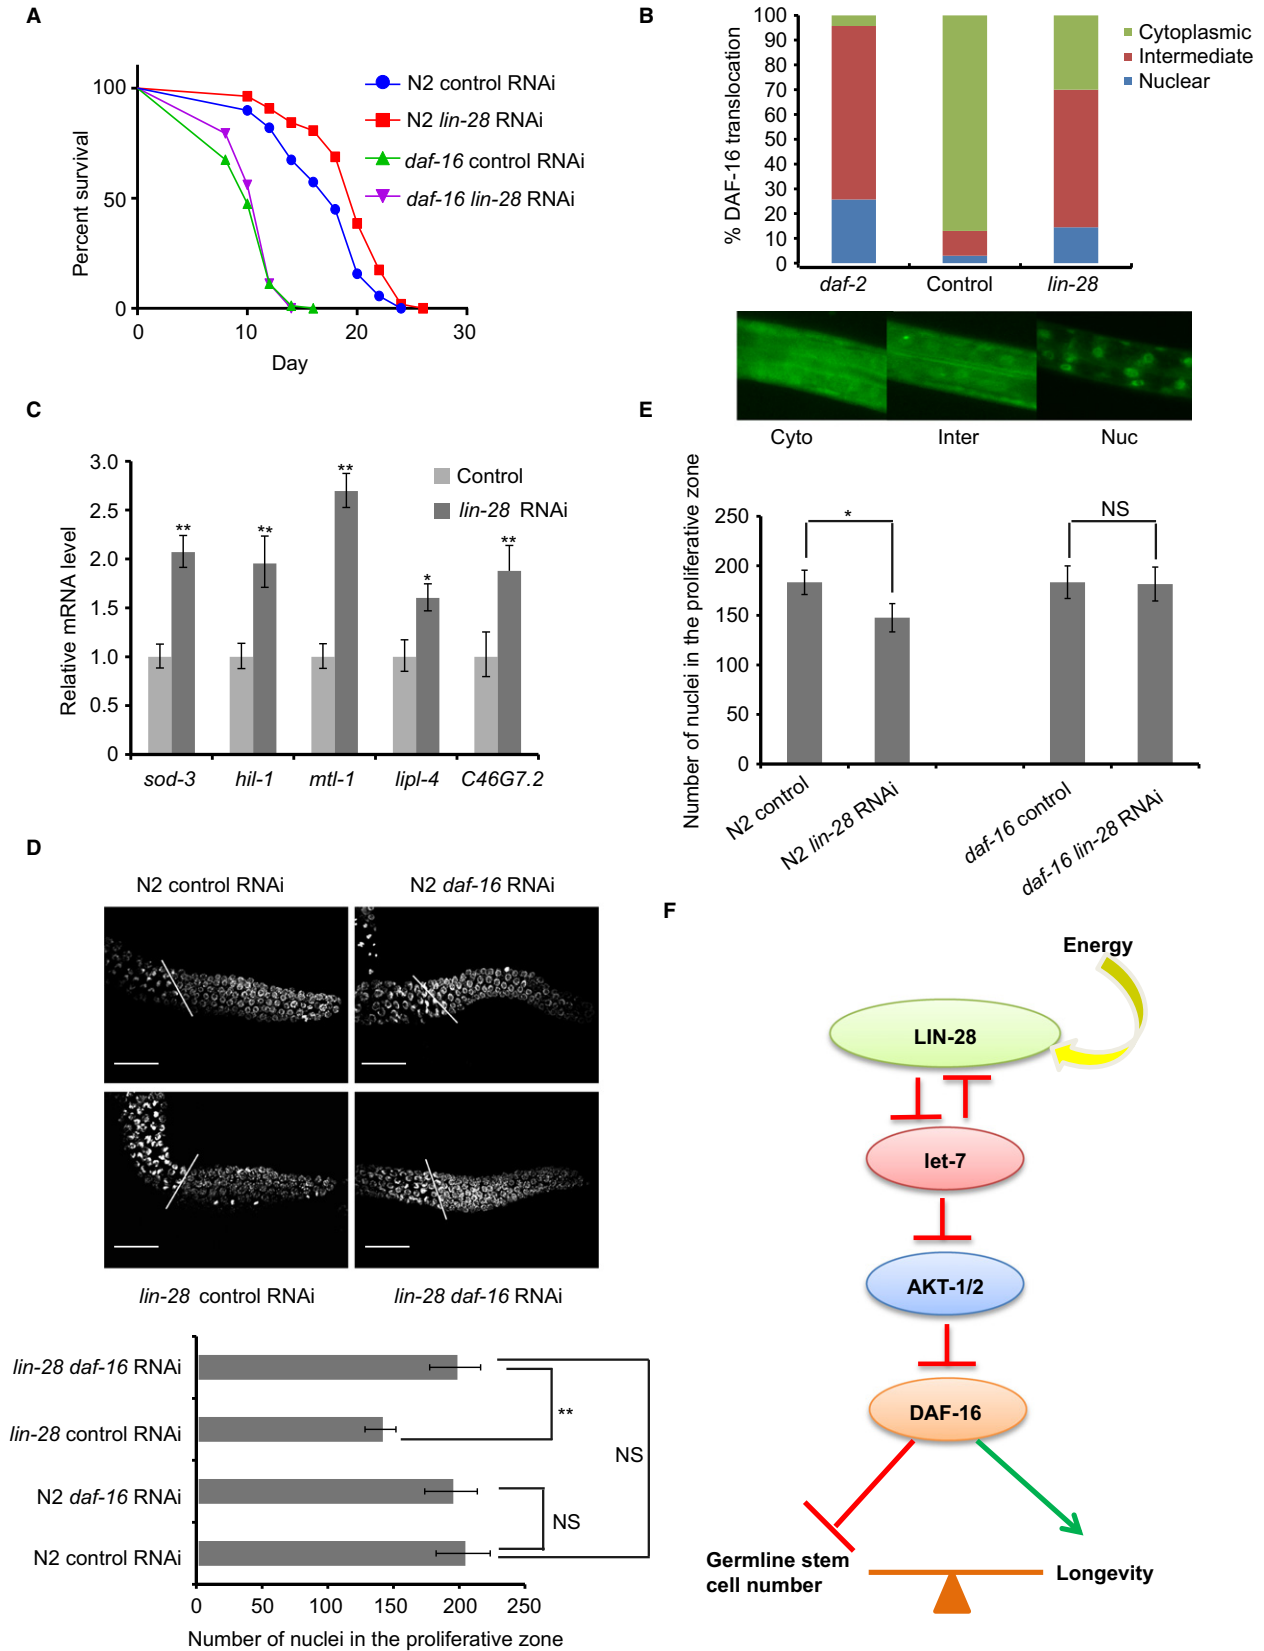 A
100
50
0
0
10
20
30
Percent survival
Day
N2 control RNAi
N2 lin-28 RNAi
daf-16 control RNAi
daf-16 lin-28 RNAi
B
100
90
80
70
60
50
40
30
20
10
0
% DAF-16 translocation
Cytoplasmic
Intermediate
Nuclear
daf-2
Control
lin-28
Cyto
Inter
Nuc
C
3.0
2.5
2.0
1.5
1.0
0.5
0
Relative mRNA level
Control
lin-28 RNAi
**
**
**
*
**
sod-3
hil-1
mtl-1
lipl-4
C46G7.2
E
250
200
150
100
50
0
Number of nuclei in the proliferative zone
*
NS
N2 control
N2 lin-28 RNAi
daf-16 control
daf-16 lin-28 RNAi
D
N2 control RNAi
N2 daf-16 RNAi
lin-28 control RNAi
lin-28 daf-16 RNAi
lin-28 daf-16 RNAi
lin-28 control RNAi
N2 daf-16 RNAi
N2 control RNAi
**
NS
NS
0
50
100
150
200
250
Number of nuclei in the proliferative zone
F
Energy
LIN-28
let-7
AKT-1/2
DAF-16
Germline stem
cell number
Longevity